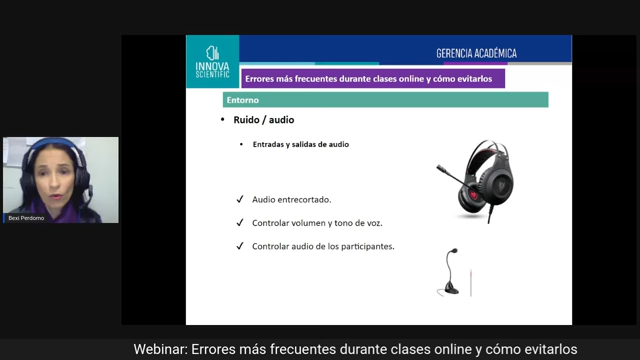 INNOVA
SCIENTIFIC
GERENCIA ACADÉMICA
Errores más frecuentes durante clases online y cómo evitarlos
Entorno
• Ruido / audio
• Entradas y salidas de audio
✓ Audio entrecortado.
✓ Controlar volumen y tono de voz.
✓ Controlar audio de los participantes.
Bexi Perdomo
Webinar: Errores más frecuentes durante clases online y cómo evitarlos